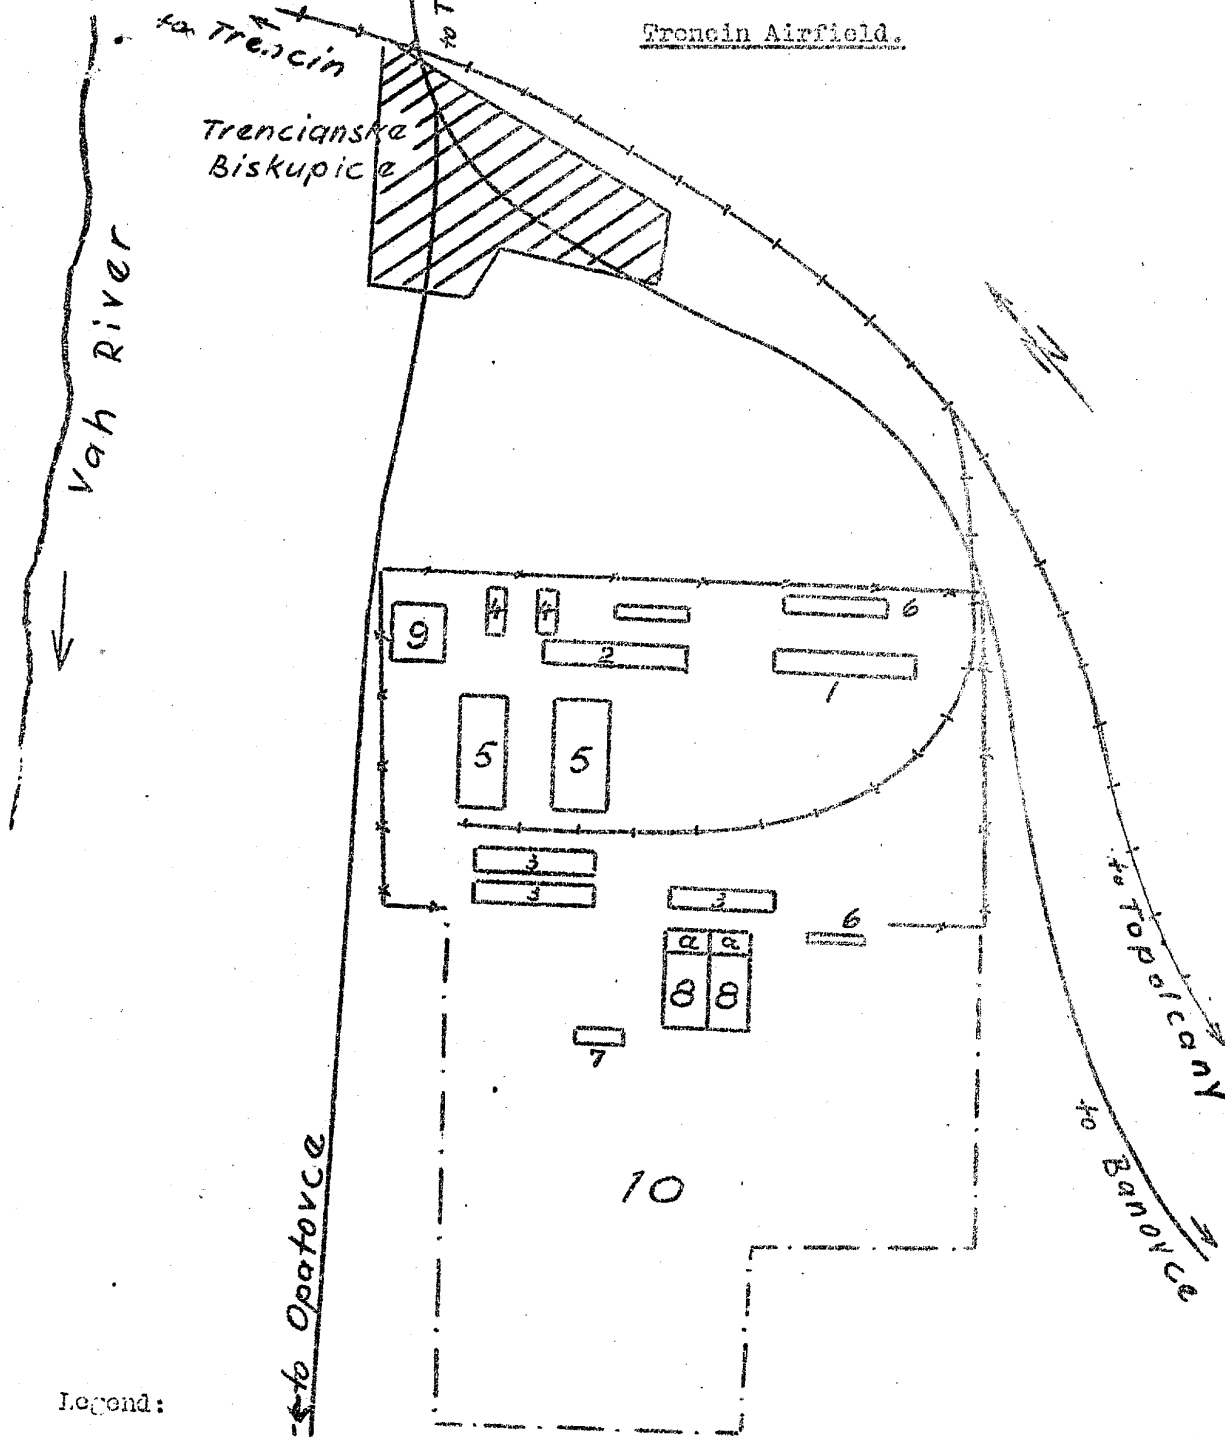 Trencin Airfield.
to Trencin
to T
Trencianske
Biskupice
Vah River
N
9
4
4
6
2
1
5
5
3
3
3
6
a
a
8
8
7
10
to Topolcany
to Banovce
to Opatovce
Legend: